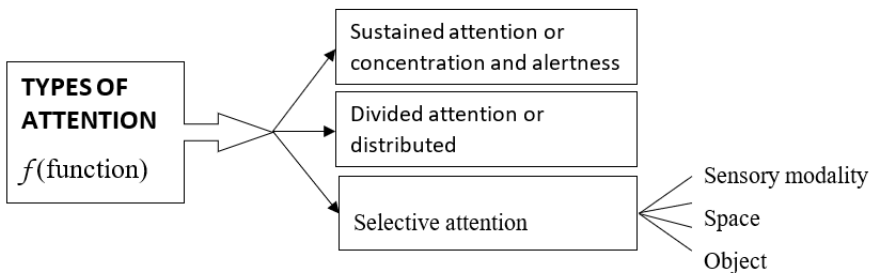 TYPES OF
ATTENTION
f(function)
Sustained attention or
concentration and alertness
Divided attention or
distributed
Selective attention
Sensory modality
Space
Object